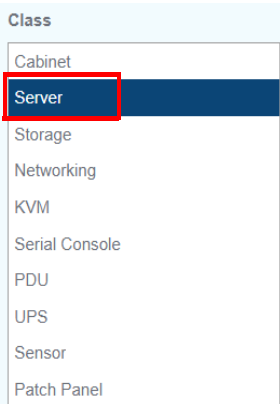 Class
Cabinet
Server
Storage
Networking
KVM
Serial Console
PDU
UPS
Sensor
Patch Panel